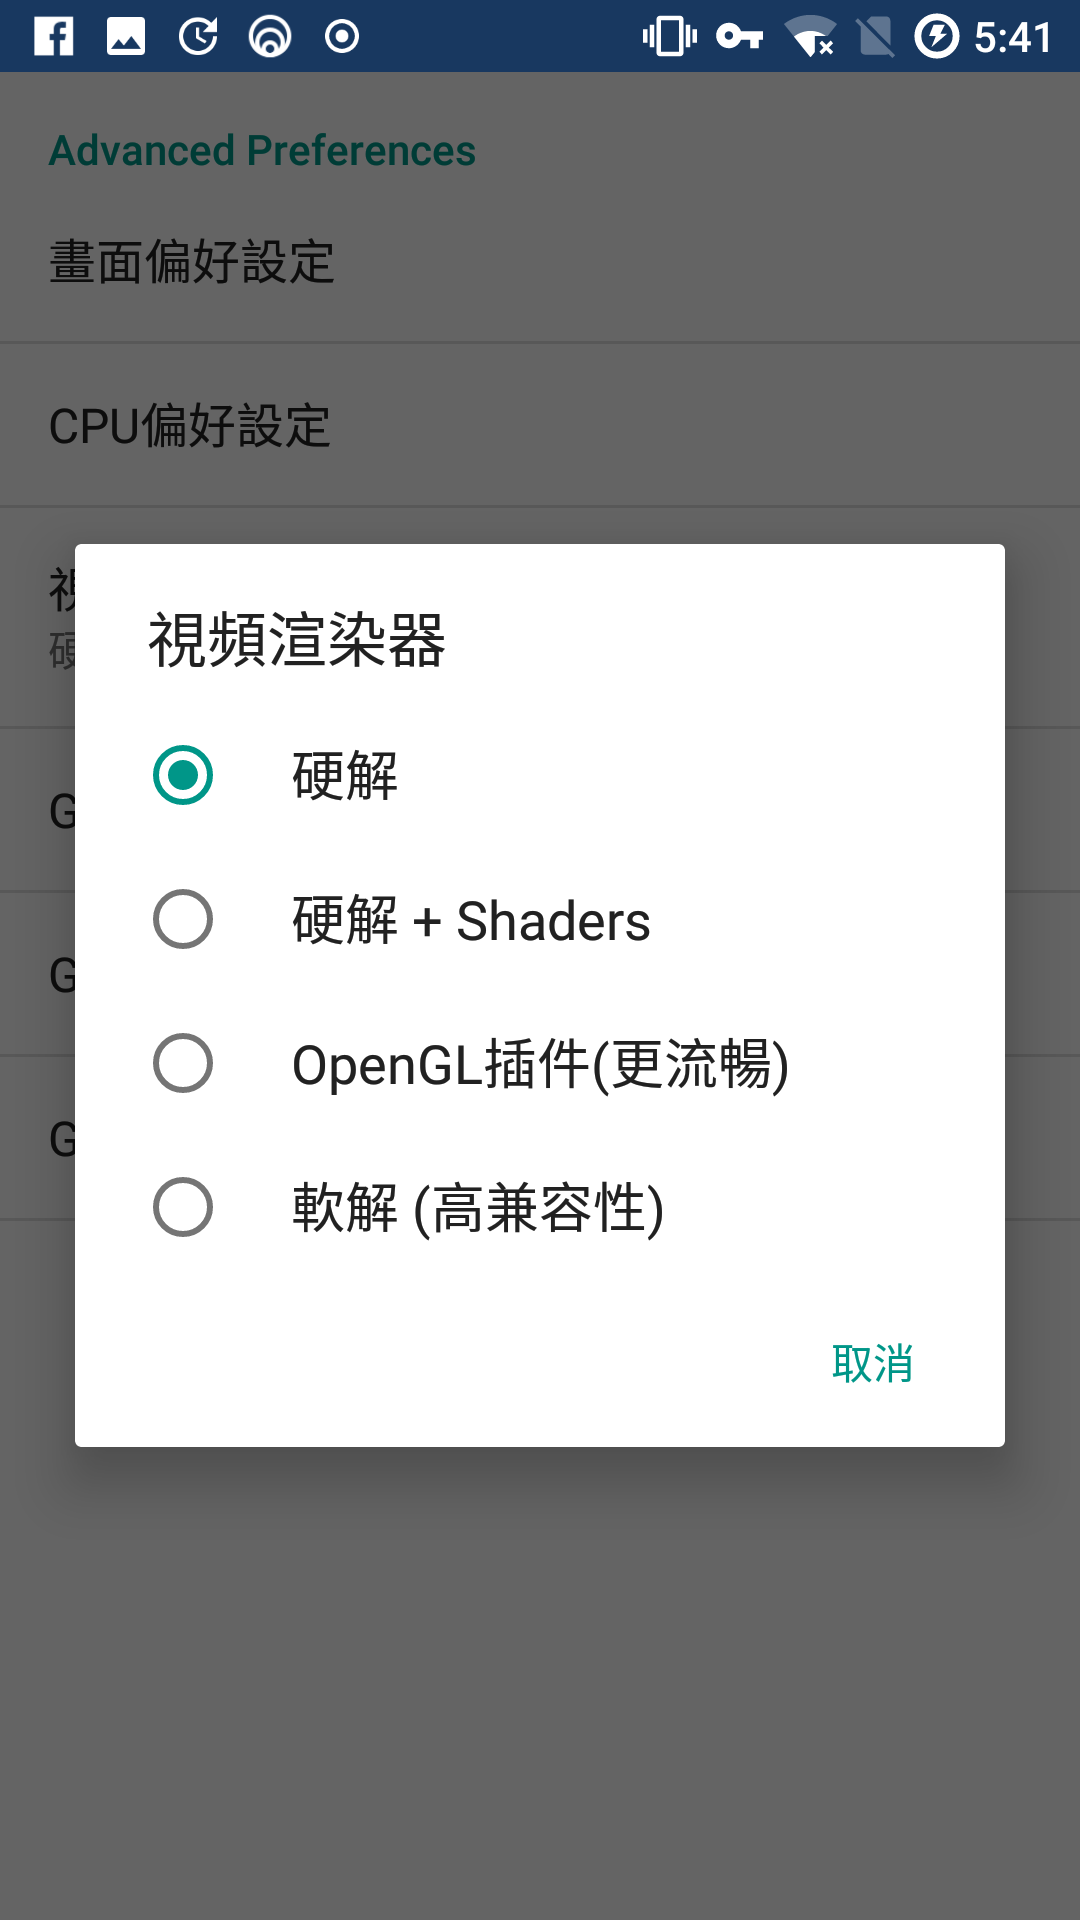 5:41
Advanced Preferences
畫面偏好設定
CPU偏好設定
視頻渲染器
硬解
硬解 + Shaders
OpenGL插件(更流暢)
軟解 (高兼容性)
取消